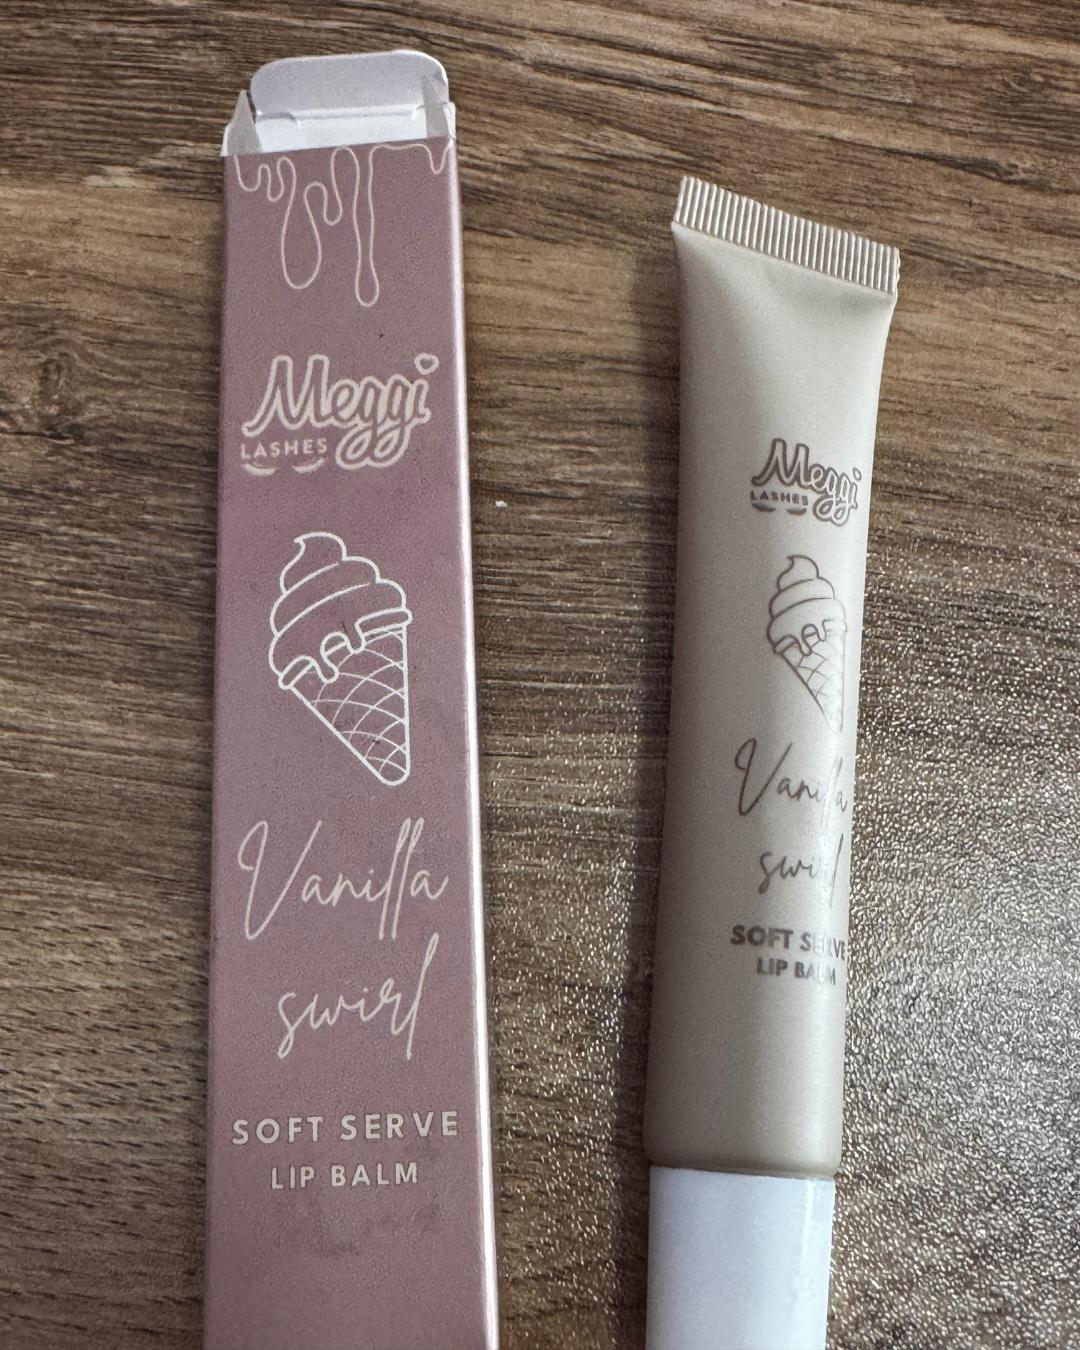 Meggi
LASHES
Vanilla
swirl
SOFT SERVE
LIP BALM
Meggi
LASHES
Vanilla
swirl
SOFT SERVE
LIP BALM